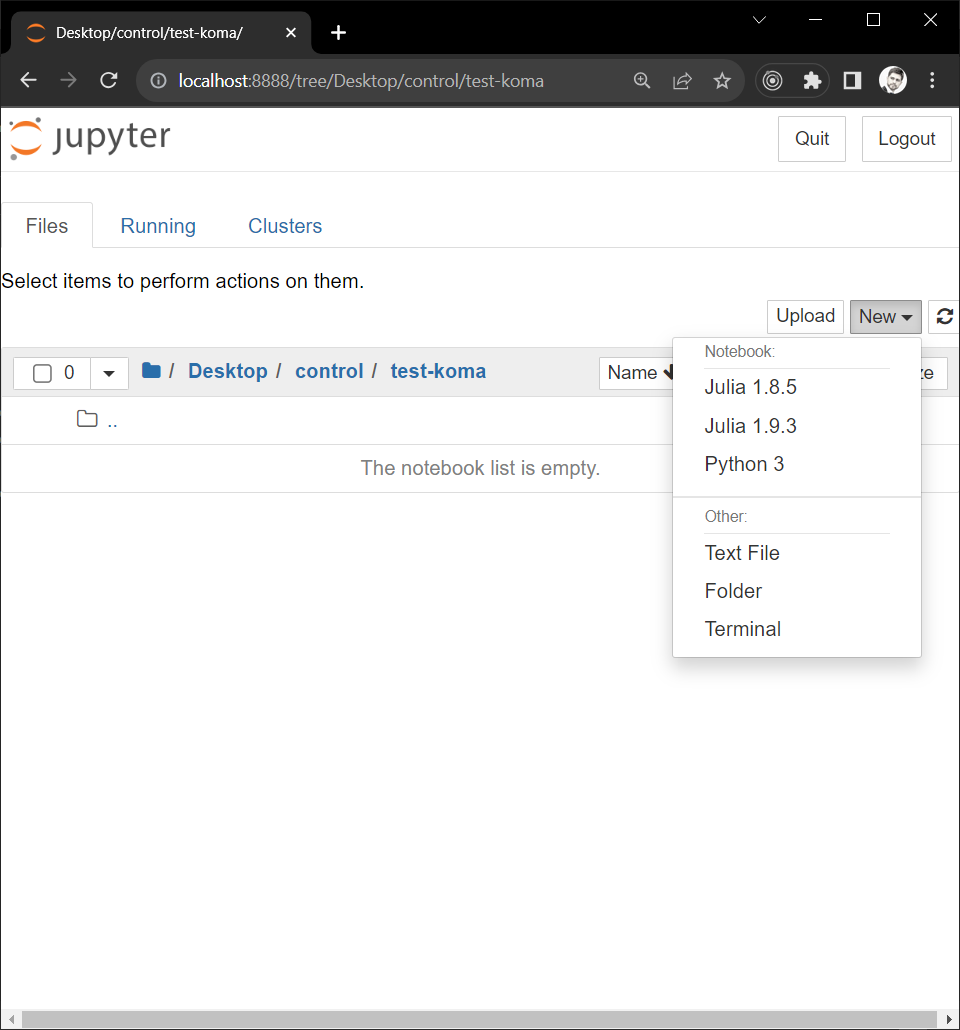 Desktop/control/test-koma/
localhost:8888/tree/Desktop/control/test-koma
jupyter
Quit Logout
Files Running Clusters
Select items to perform actions on them.
Upload New
0 / Desktop / control / test-koma Name ze
..
The notebook list is empty.
Notebook:
Julia 1.8.5
Julia 1.9.3
Python 3
Other:
Text File
Folder
Terminal